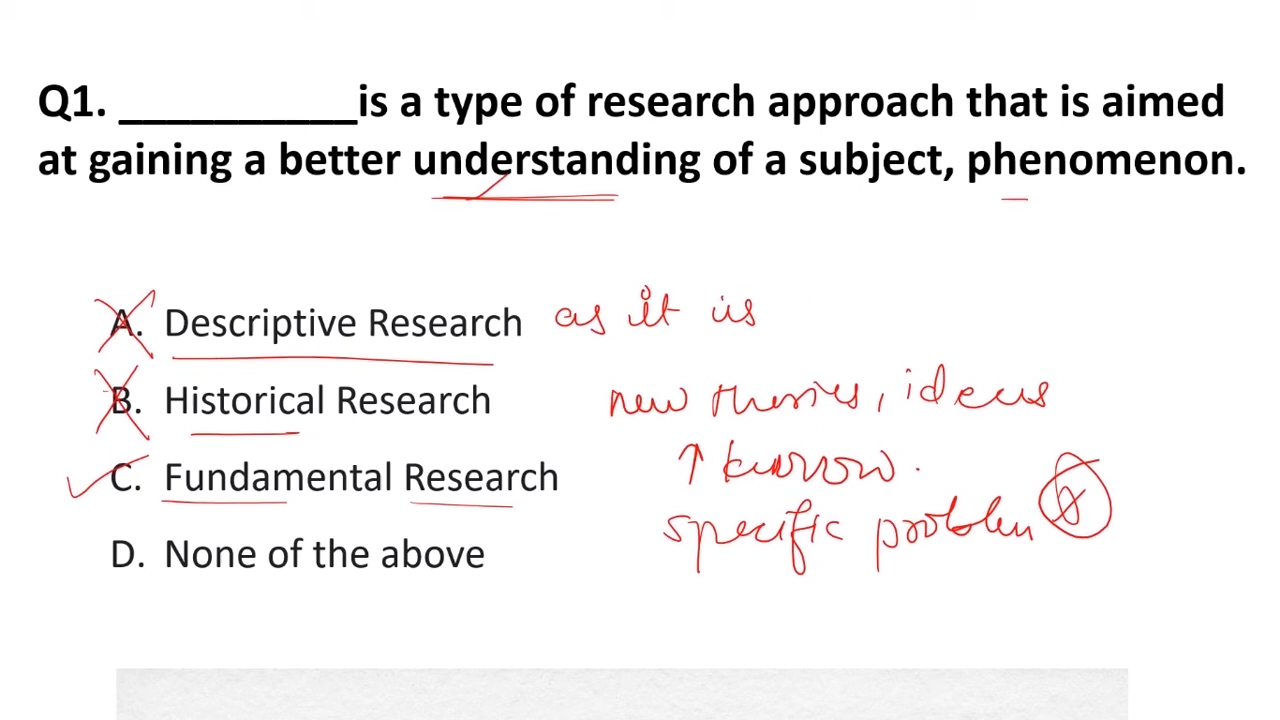 Q1. __________is a type of research approach that is aimed
at gaining a better understanding of a subject, phenomenon.
A. Descriptive Research as it is
B. Historical Research
new theories, ideas
C. Fundamental Research
↑
specific problem
D. None of the above